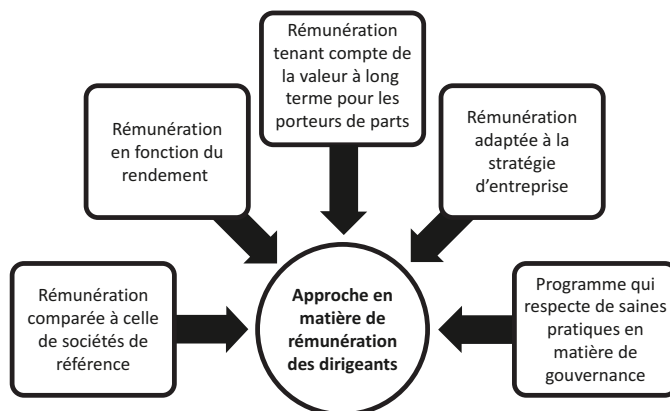 Rémunération
tenant compte de
la valeur à long
terme pour les
porteurs de parts
Rémunération
en fonction du
rendement
Rémunération
adaptée à la
stratégie
d'entreprise
Rémunération
comparée à celle
de sociétés de
référence
Approche en
matière de
rémunération
des dirigeants
Programme qui
respecte de saines
pratiques en
matière de
gouvernance